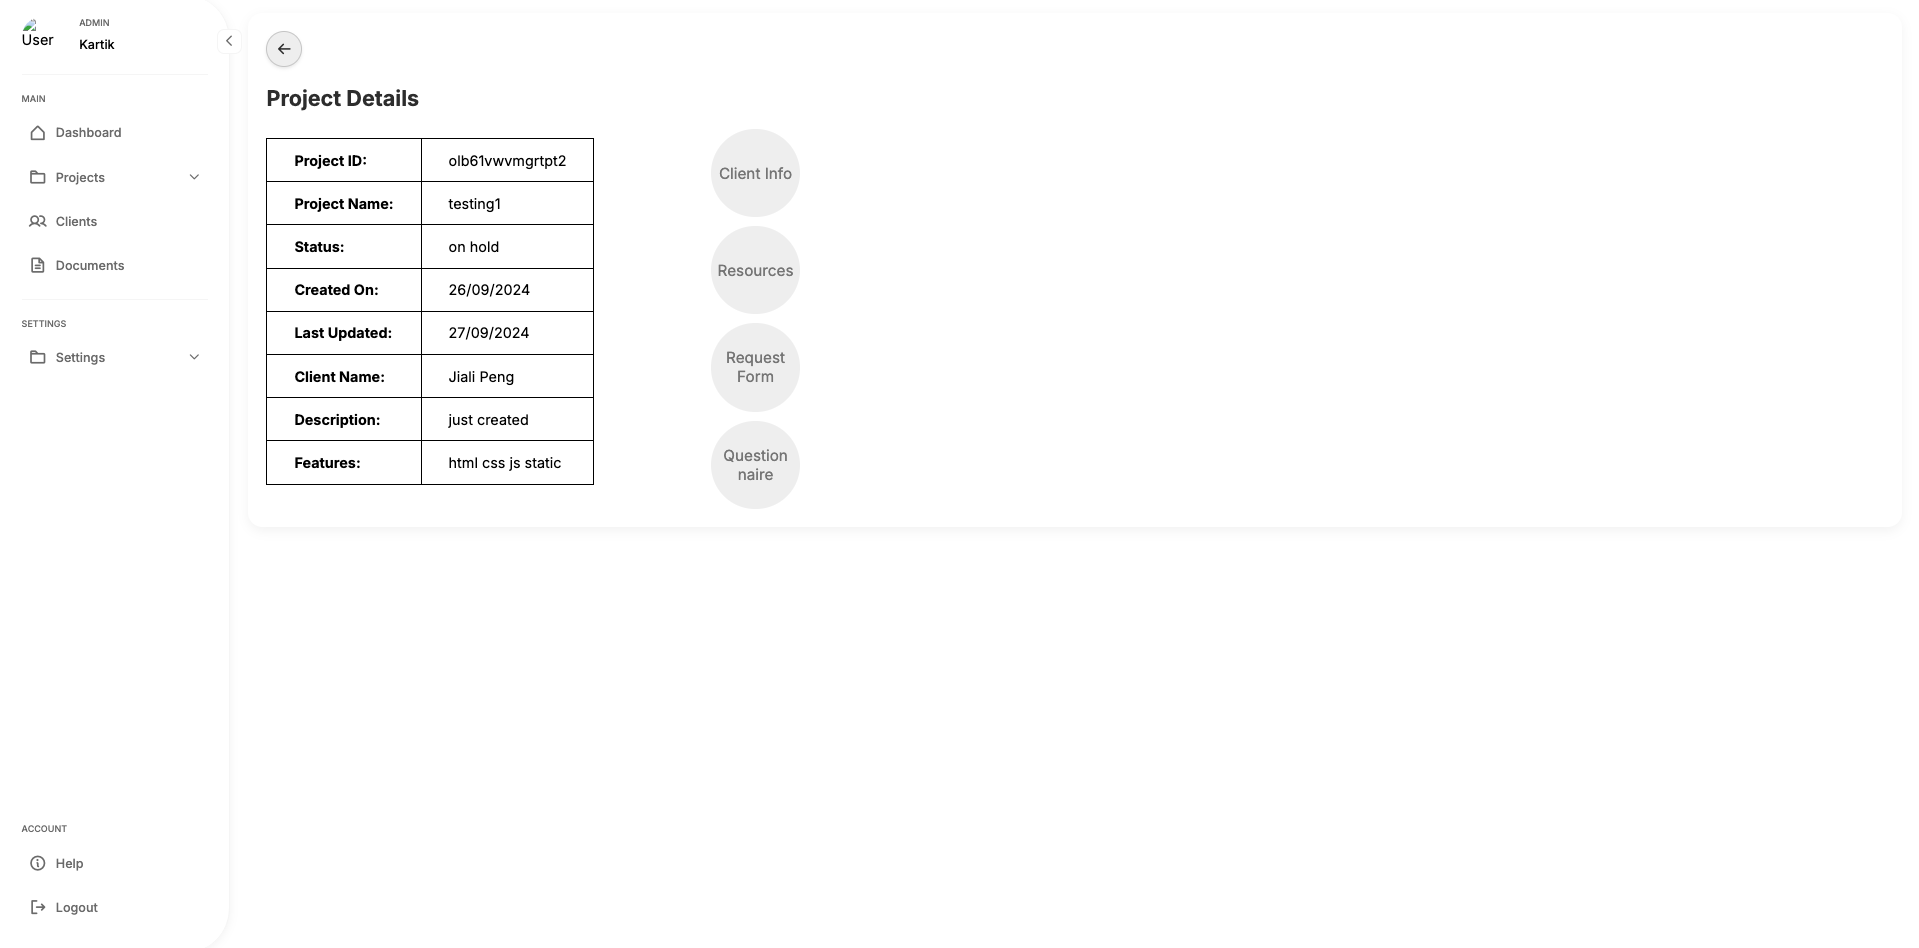 User
ADMIN
Kartik
MAIN
Dashboard
Projects
Clients
Documents
SETTINGS
Settings
ACCOUNT
Help
Logout
Project Details
Project ID: olb61vwvmgrtpt2
Project Name: testing1
Status: on hold
Created On: 26/09/2024
Last Updated: 27/09/2024
Client Name: Jiali Peng
Description: just created
Features: html css js static
Client Info
Resources
Request
Form
Question
naire